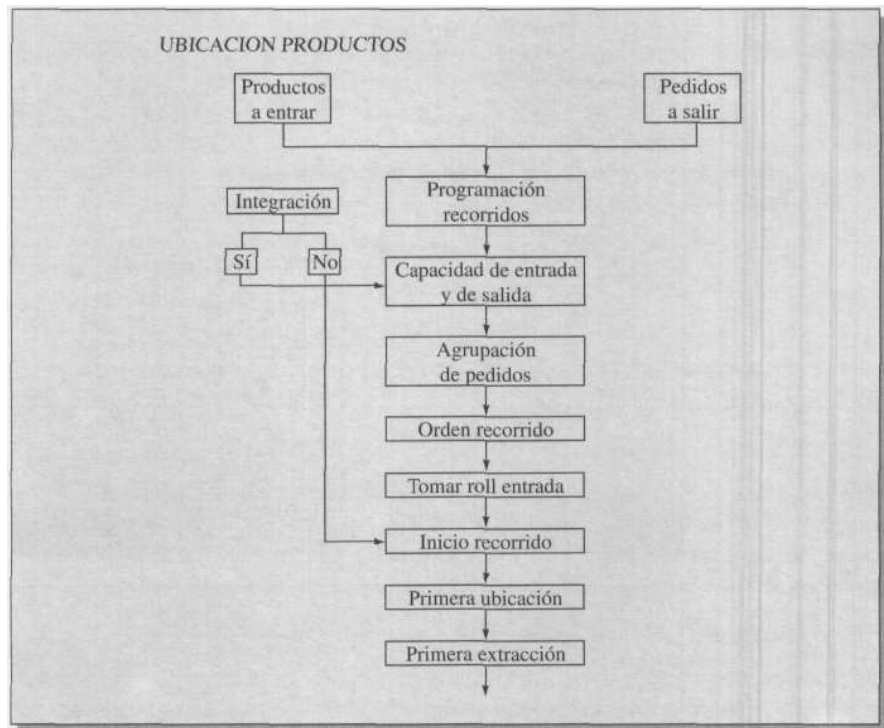 UBICACION PRODUCTOS
Productos
a entrar
Pedidos
a salir
Programación
recorridos
Integración
Sí
No
Capacidad de entrada
y de salida
Agrupación
de pedidos
Orden recorrido
Tomar roll entrada
Inicio recorrido
Primera ubicación
Primera extracción